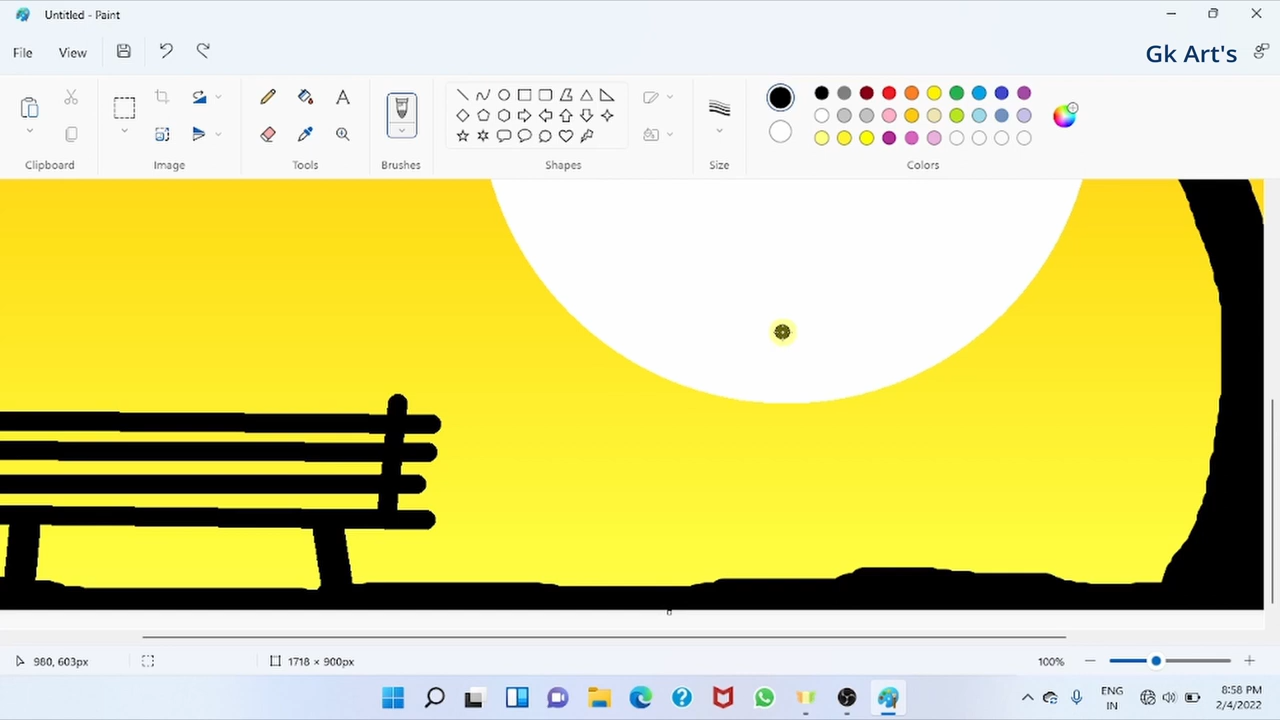 Untitled - Paint
File View
Gk Art's
Clipboard Image Tools Brushes Shapes Size Colors
980, 603px 1718 × 900px 100%
ENG 8:58 PM
IN 2/4/2022